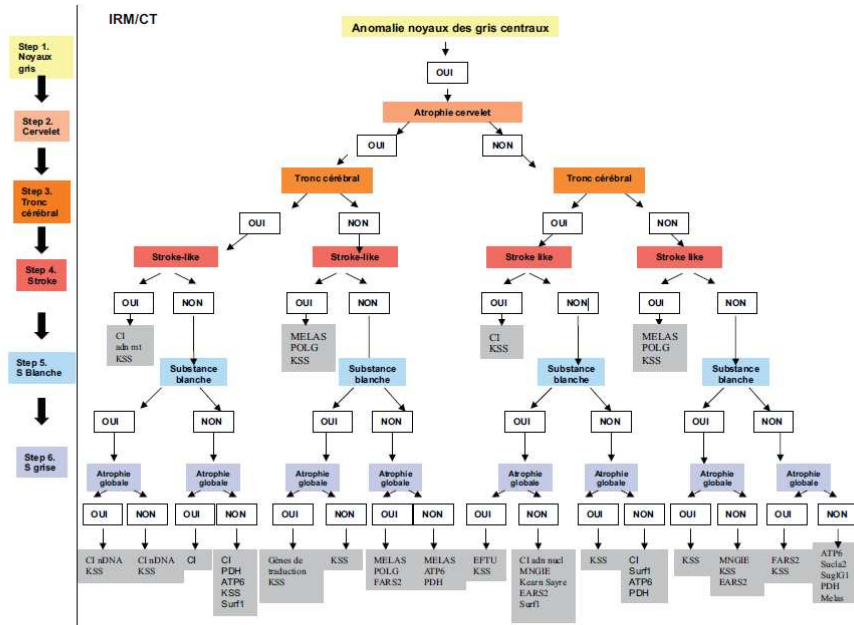 IRM/CT
Anomalie noyaux des gris centraux
Step 1.
Noyaux
gris
OUI
Step 2.
Cervelet
Atrophie cervelet
OUI
NON
Step 3.
Tronc
cérébral
Tronc cérébral
Tronc cérébral
OUI
NON
OUI
NON
Step 4.
Stroke
Stroke-like
Stroke-like
Stroke like
Stroke like
OUI
NON
OUI
NON
OUI
NON
OUI
NON
CI
adn mt
KSS
MELAS
POLG
KSS
CI
KSS
MELAS
POLG
KSS
Step 5.
S Blanche
Substance
blanche
Substance
blanche
Substance
blanche
Substance
blanche
OUI
NON
OUI
NON
OUI
NON
OUI
NON
Step 6.
S grise
Atrophie
globale
Atrophie
globale
Atrophie
globale
Atrophie
globale
Atrophie
globale
Atrophie
globale
Atrophie
globale
Atrophie
globale
OUI
NON
OUI
NON
OUI
NON
OUI
NON
OUI
NON
OUI
NON
OUI
NON
OUI
NON
CI nDNA
KSS
CI nDNA
KSS
CI
CI
PDH
ATP6
KSS
Surf1
Gènes de
traduction
KSS
KSS
MELAS
POLG
FARS2
MELAS
ATP6
PDH
EFTU
KSS
CI adn nucl
MNGIE
Kearn Sayre
EARS2
Surf1
KSS
CI
Surf1
ATP6
PDH
KSS
MNGIE
KSS
EARS2
FARS2
KSS
ATP6
Sucla2
SuglG1
PDH
Melas